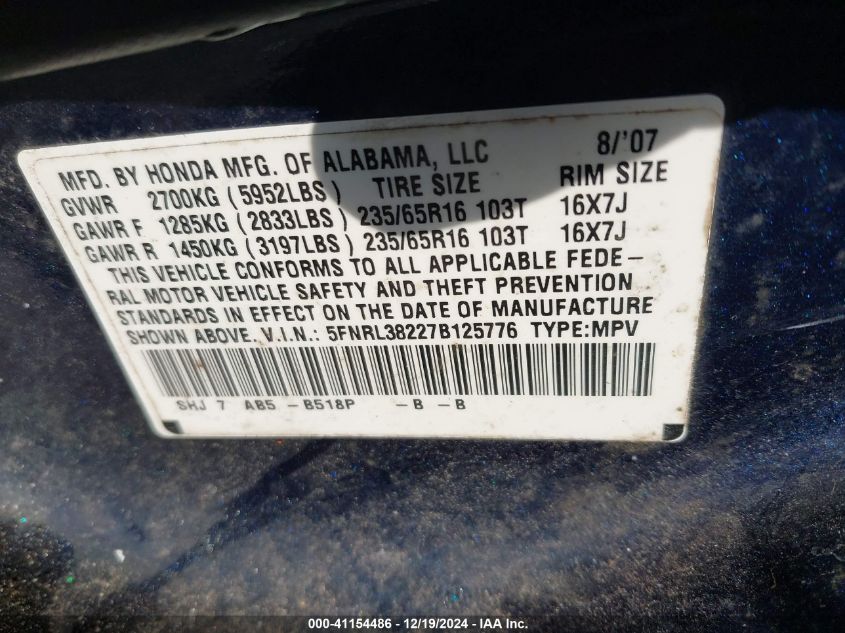 MFD. BY HONDA MFG. OF ALABAMA, LLC 8/'07
GVWR 2700KG (5952LBS) TIRE SIZE RIM SIZE
GAWR F 1285KG (2833LBS) 235/65R16 103T 16X7J
GAWR R 1450KG (3197LBS) 235/65R16 103T 16X7J
THIS VEHICLE CONFORMS TO ALL APPLICABLE FEDE-
RAL MOTOR VEHICLE SAFETY AND THEFT PREVENTION
STANDARDS IN EFFECT ON THE DATE OF MANUFACTURE
SHOWN ABOVE. V.I.N.: 5FNRL38227B125776 TYPE:MPV
SHJ 7 AB5 -B518P -B -B
000-41154486 - 12/19/2024 - IAA Inc.